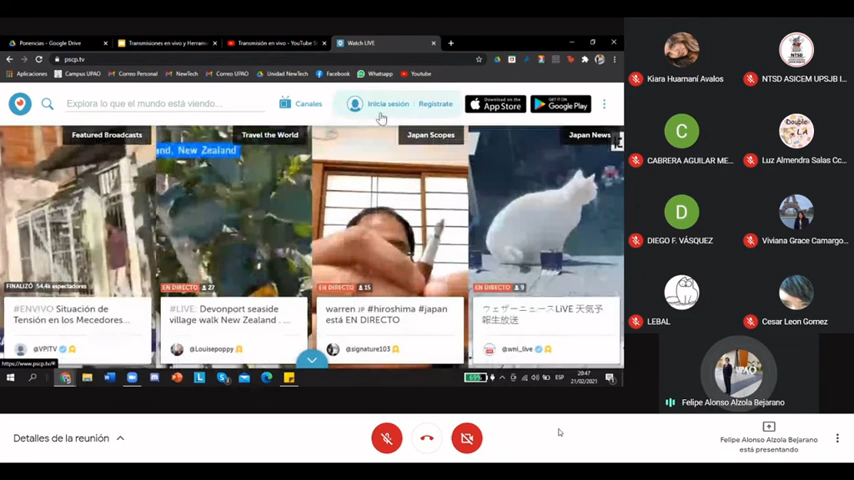 Ponencias - Google Drive
Transmisiones en vivo y Herram
Transmisión en vivo - YouTube S
Watch LIVE
pscp.tv
Aplicaciones
Campus UPAO
Correo Personal
NewTech
Correo UPAO
Unidad NewTech
Facebook
Whatsapp
Youtube
Explora lo que el mundo está viendo...
Canales
Inicia sesión
Regístrate
Download on the
App Store
GET IT ON
Google Play
Featured Broadcasts
Travel the World
Japan Scopes
Japan News
nd, New Zealand
FINALIZÓ 14.4k espectadores
EN DIRECTO 27
EN DIRECTO 15
EN DIRECTO 9
#ENVIVO Situación de
Tensión en los Mecedores...
@VPITV
#LIVE: Devonport seaside
village walk New Zealand . ...
@Louisepoppy
warren JP #hiroshima #japan
está EN DIRECTO
@signature103
ウェザーニュースLiVE 天気予
報生放送
@wni_live
https://www.pscp.tv/#
69%
ESP
20:47
21/02/2021
Kiara Huamaní Avalos
NTSD ASICEM UPSJB I...
C
CABRERA AGUILAR ME...
Double
Luz Almendra Salas Cc...
D
DIEGO F. VÁSQUEZ
Viviana Grace Camargo...
LEBAL
Cesar Leon Gomez
UPAO
Felipe Alonso Alzola Bejarano
Detalles de la reunión
Felipe Alonso Alzola Bejarano
está presentando